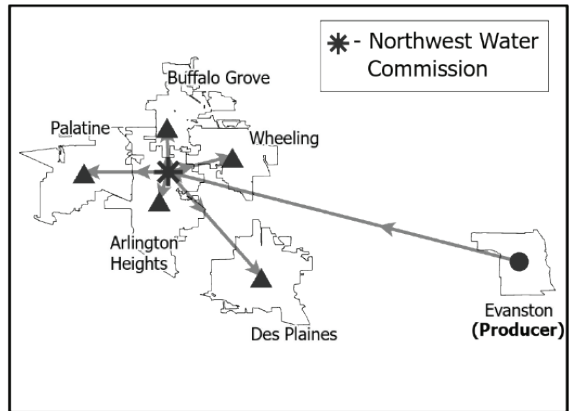 ✳ - Northwest Water
Commission
Buffalo Grove
Palatine
Wheeling
Arlington
Heights
Des Plaines
Evanston
(Producer)